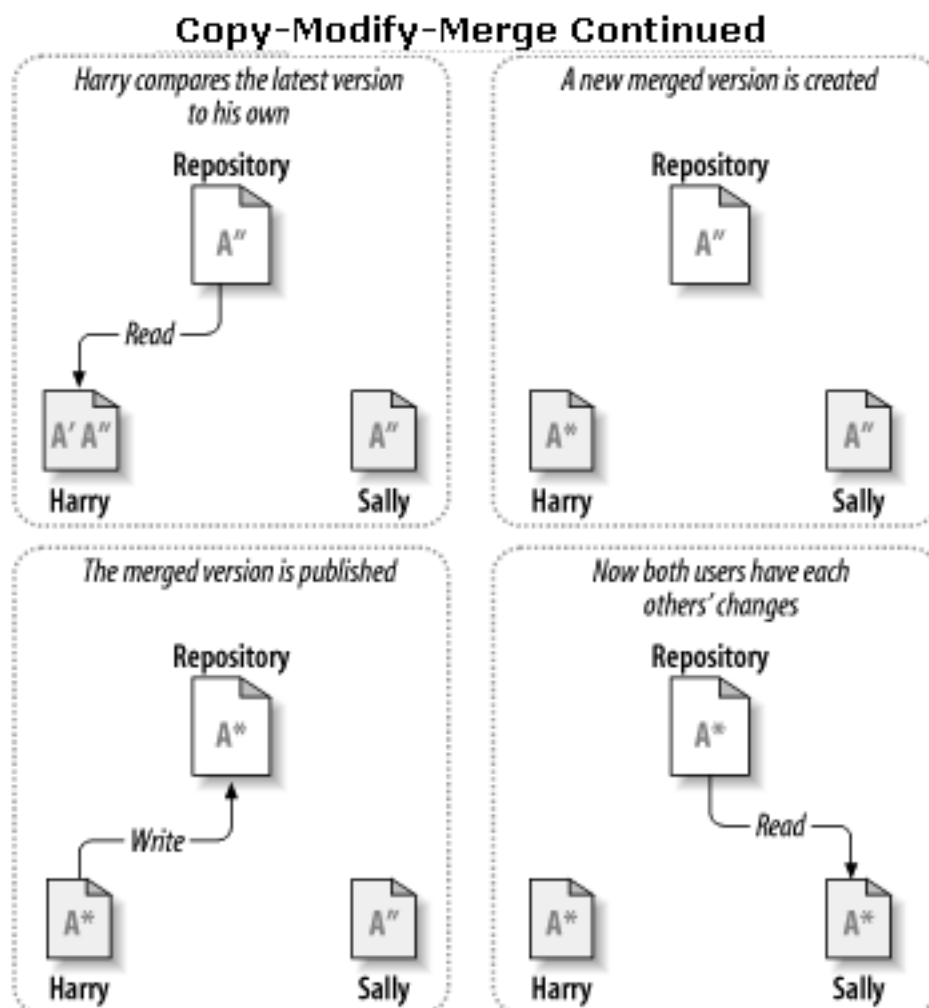 Copy-Modify-Merge Continued
Harry compares the latest version
to his own
Repository
A″
Read
A′ A″
A″
Harry
Sally
A new merged version is created
Repository
A″
A*
A″
Harry
Sally
The merged version is published
Repository
A*
Write
A*
A″
Harry
Sally
Now both users have each
others’ changes
Repository
A*
Read
A*
A*
Harry
Sally